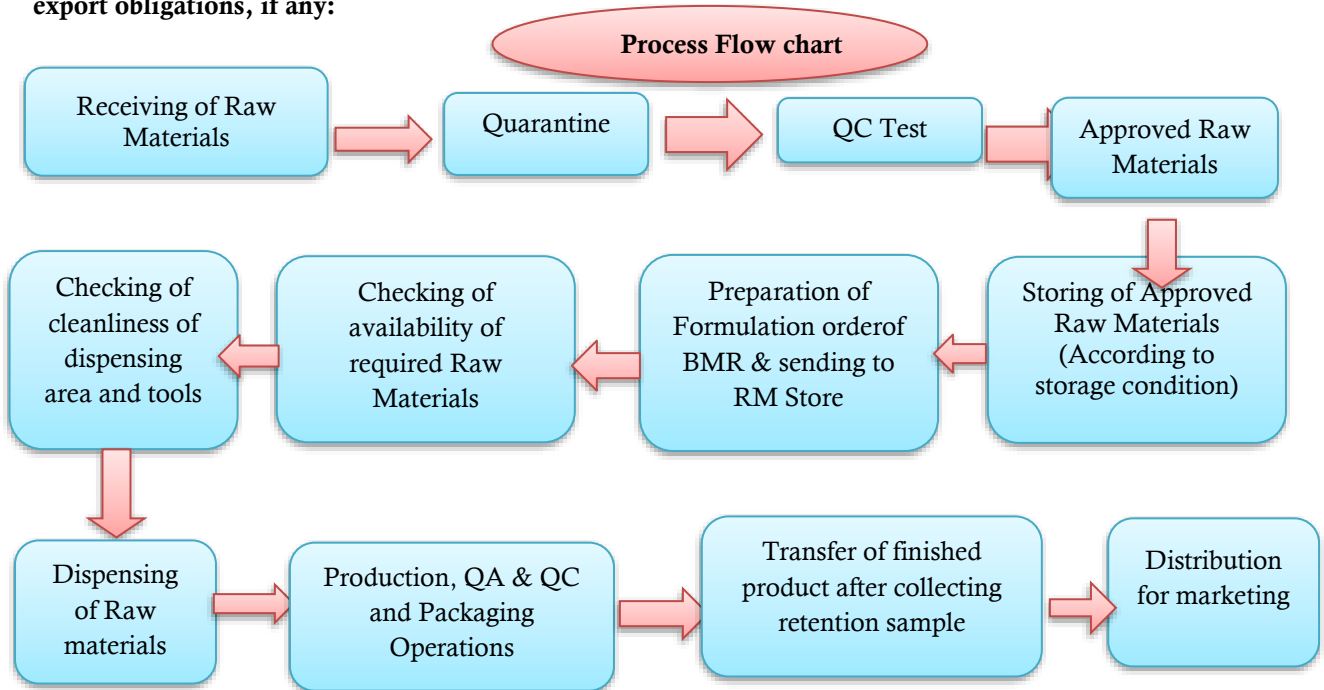 export obligations, if any:
Process Flow chart
Receiving of Raw
Materials
Quarantine
QC Test
Approved Raw
Materials
Storing of Approved
Raw Materials
(According to
storage condition)
Preparation of
Formulation orderof
BMR & sending to
RM Store
Checking of
availability of
required Raw
Materials
Checking of
cleanliness of
dispensing
area and tools
Dispensing
of Raw
materials
Production, QA & QC
and Packaging
Operations
Transfer of finished
product after collecting
retention sample
Distribution
for marketing